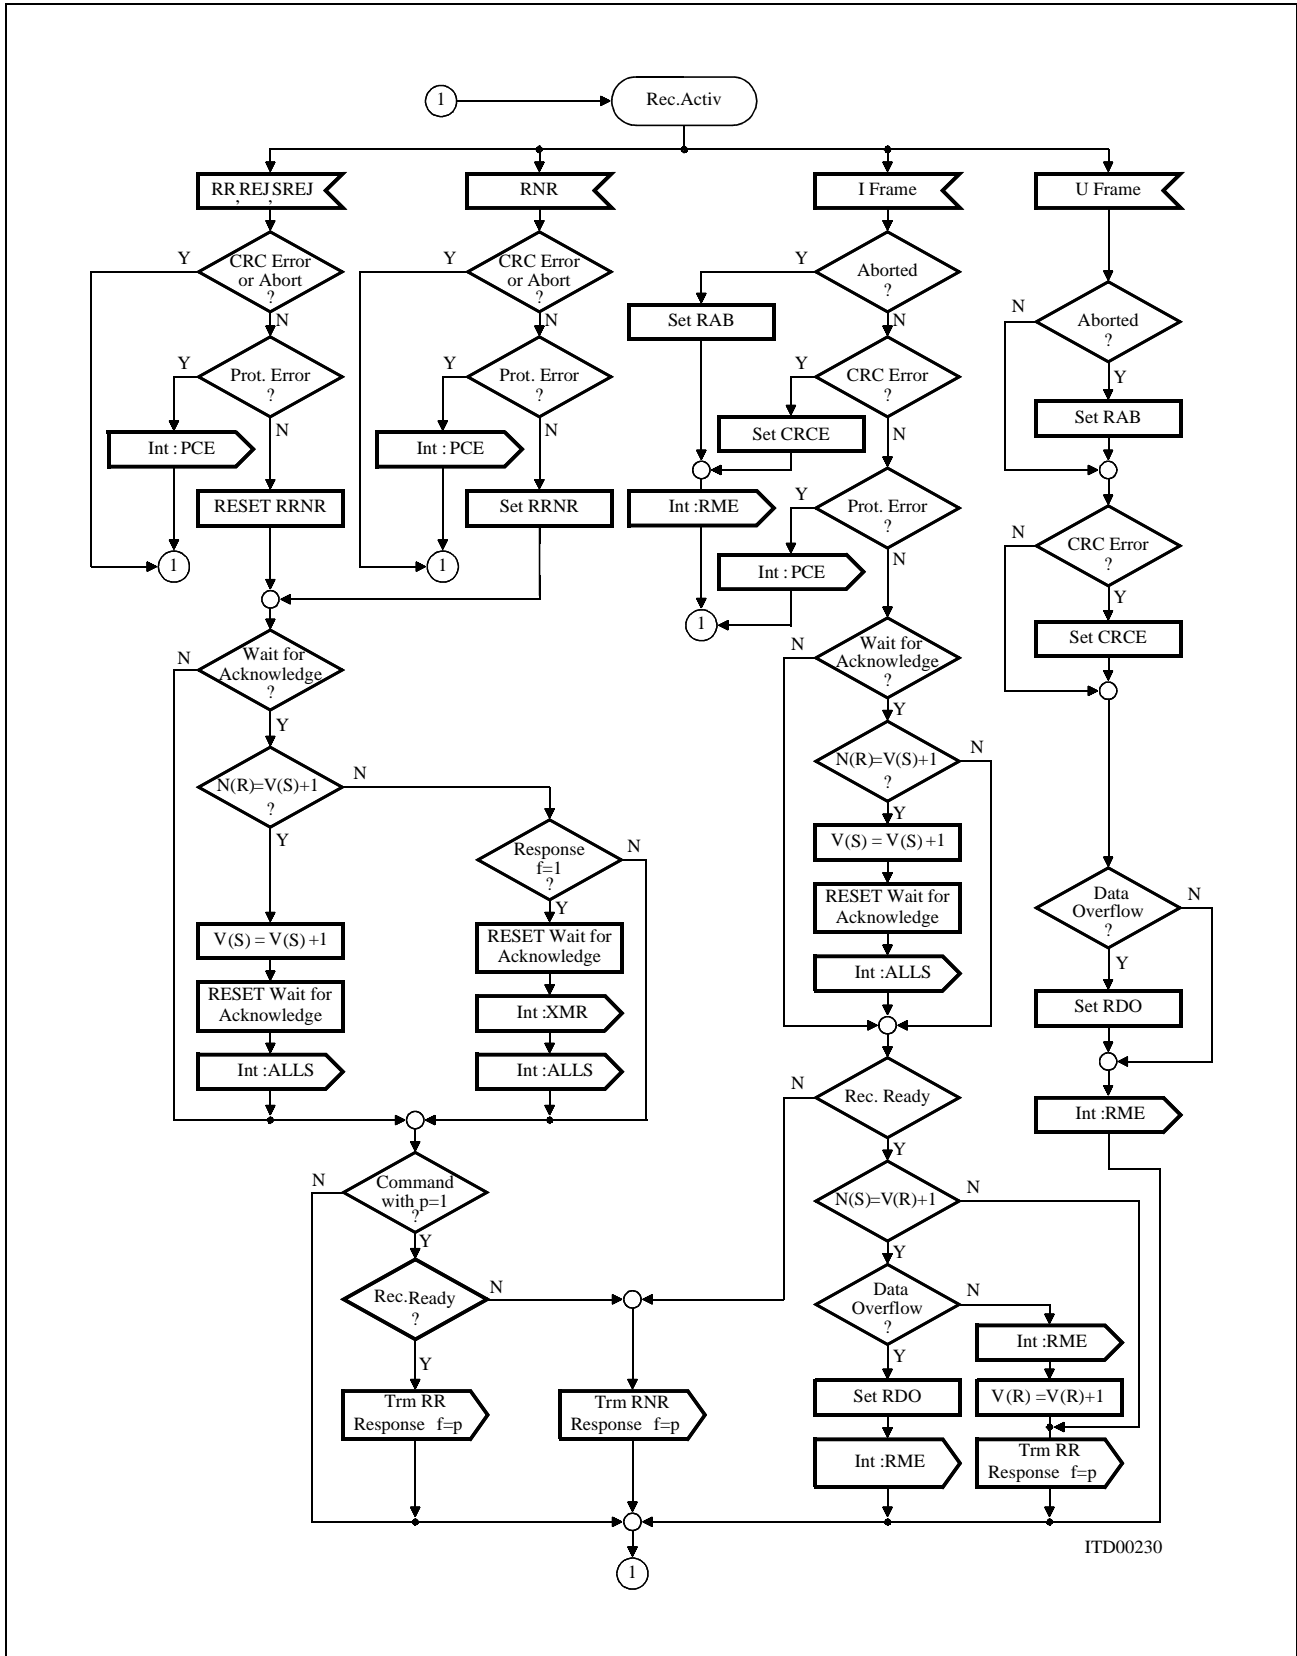 1
Rec.Activ
RR, REJ, SREJ
RNR
I Frame
U Frame
Y
CRC Error
or Abort
?
N
Y
CRC Error
or Abort
?
N
Y
Aborted
?
N
N
Aborted
?
Y
Set RAB
Set RAB
Y
Prot. Error
?
N
Y
Prot. Error
?
N
Y
CRC Error
?
N
Int : PCE
Int : PCE
Set CRCE
RESET RRNR
Set RRNR
Int :RME
Y
Prot. Error
?
N
N
CRC Error
?
Y
1
1
Int : PCE
1
Set CRCE
N
Wait for
Acknowledge
?
Y
N
Wait for
Acknowledge
?
Y
N(R)=V(S)+1
?
N
Y
N(R)=V(S)+1
?
N
Y
Response
f=1
?
N
Y
V(S) = V(S) +1
RESET Wait for
Acknowledge
Data
Overflow
?
N
Y
V(S) = V(S) +1
RESET Wait for
Acknowledge
Int :ALLS
RESET Wait for
Acknowledge
Int :XMR
Set RDO
Int :ALLS
Int :ALLS
N
Rec. Ready
Y
Int :RME
N
Command
with p=1
?
Y
N(S)=V(R)+1
N
Y
Rec.Ready
?
N
Y
Data
Overflow
?
N
Y
Int :RME
Trm RR
Response f=p
Trm RNR
Response f=p
Set RDO
V(R) =V(R)+1
Int :RME
Trm RR
Response f=p
1
ITD00230